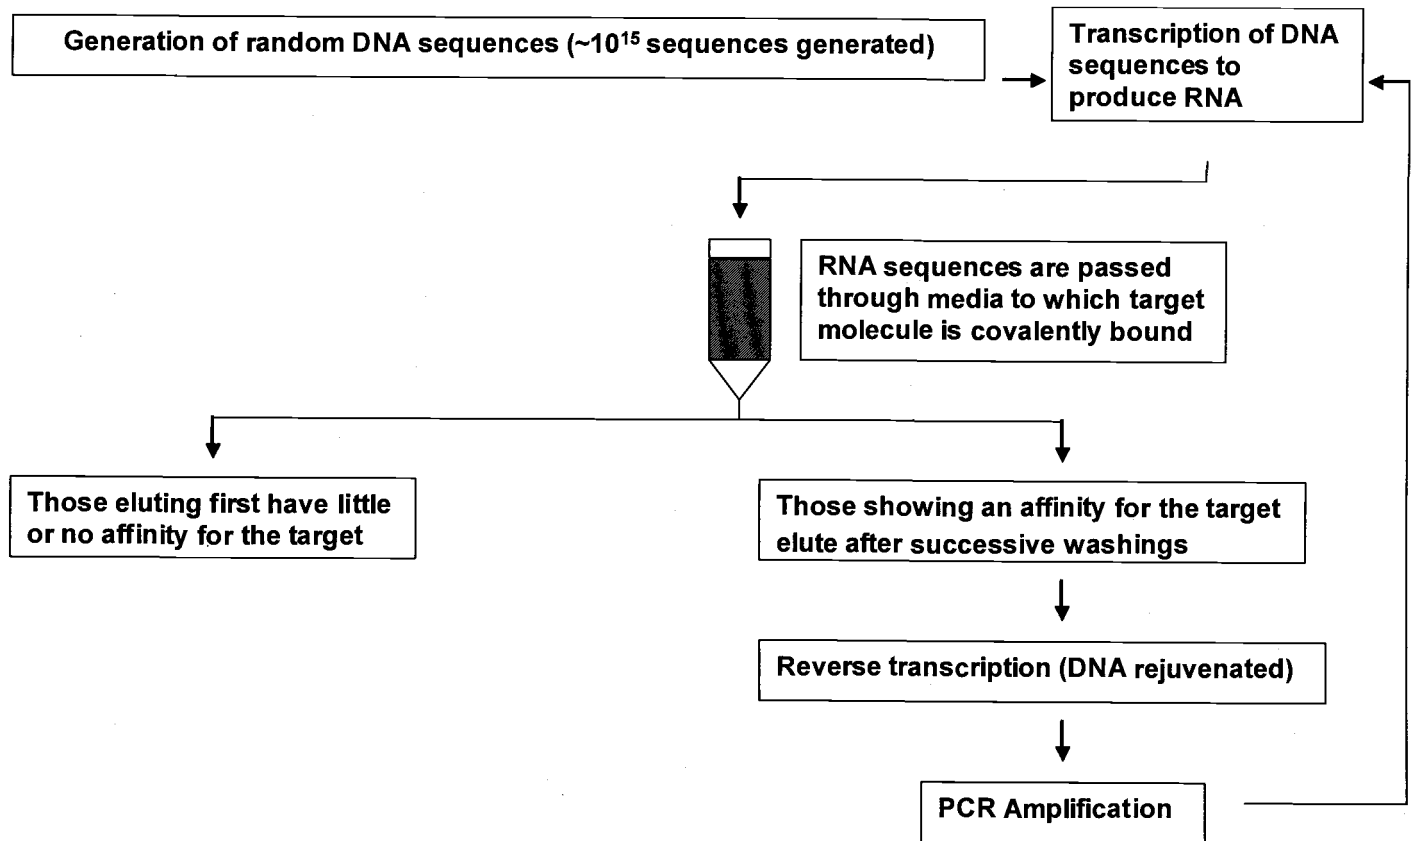 Generation of random DNA sequences (~10¹⁵ sequences generated)
Transcription of DNA
sequences to
produce RNA
RNA sequences are passed
through media to which target
molecule is covalently bound
Those eluting first have little
or no affinity for the target
Those showing an affinity for the target
elute after successive washings
Reverse transcription (DNA rejuvenated)
PCR Amplification